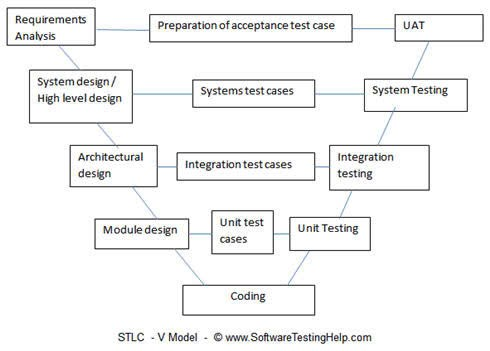 Requirements
Analysis
Preparation of acceptance test case
UAT
System design /
High level design
Systems test cases
System Testing
Architectural
design
Integration test cases
Integration
testing
Module design
Unit test
cases
Unit Testing
Coding
STLC - V Model - © www.SoftwareTestingHelp.com